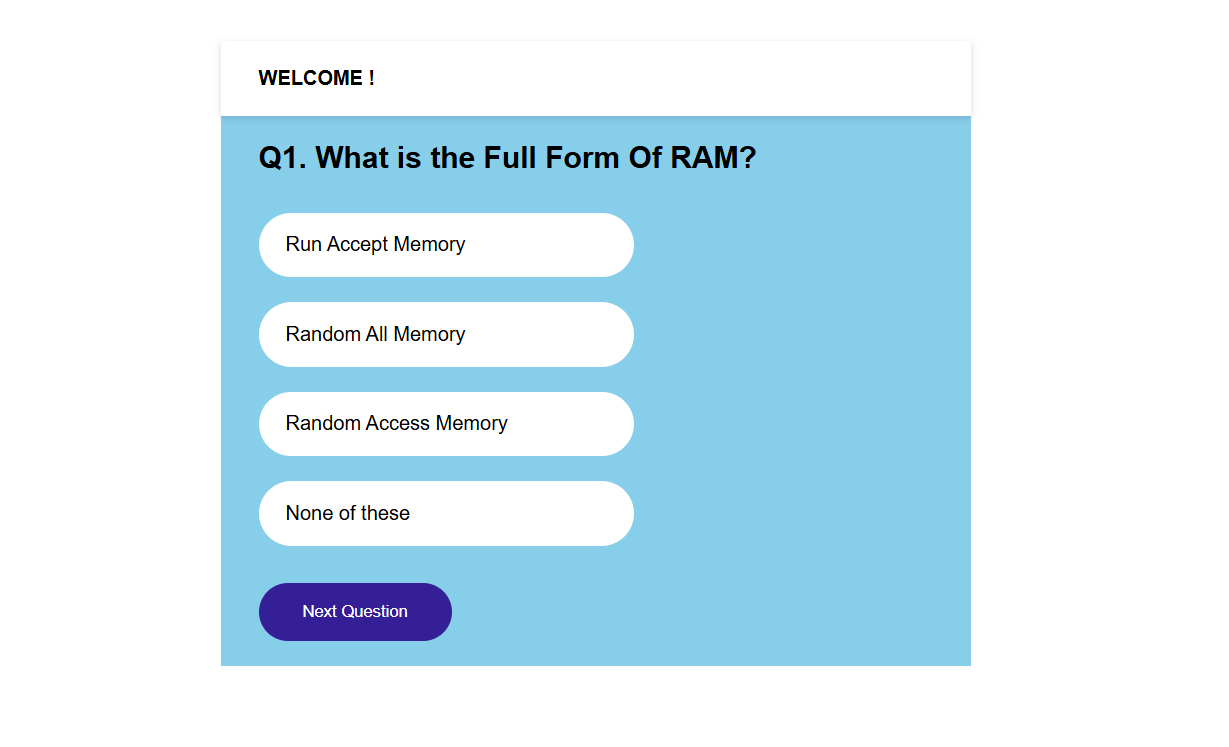 WELCOME !
Q1. What is the Full Form Of RAM?
Run Accept Memory
Random All Memory
Random Access Memory
None of these
Next Question